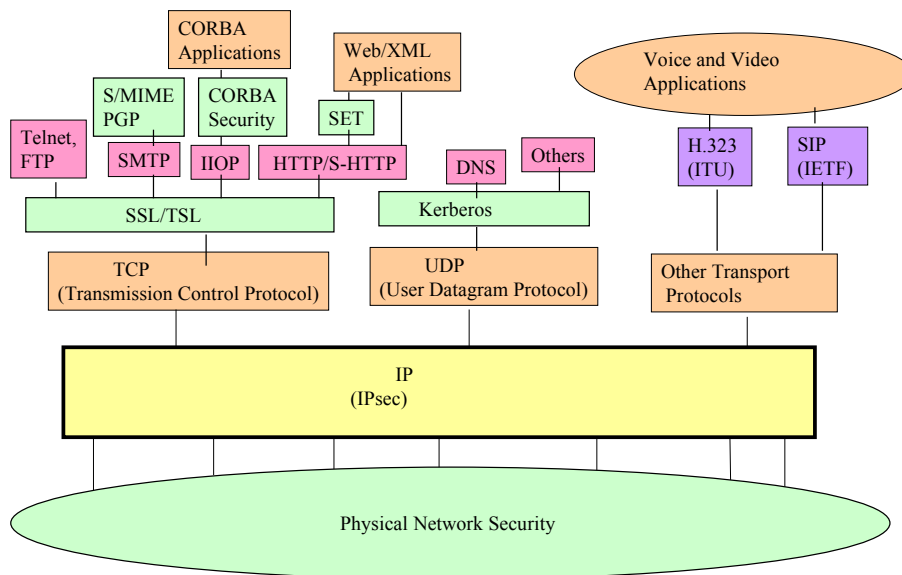 CORBA
Applications
Web/XML
Applications
Voice and Video
Applications
S/MIME
PGP
CORBA
Security
SET
Telnet,
FTP
SMTP
IIOP
HTTP/S-HTTP
DNS
Others
H.323
(ITU)
SIP
(IETF)
SSL/TSL
Kerberos
TCP
(Transmission Control Protocol)
UDP
(User Datagram Protocol)
Other Transport
Protocols
IP
(IPsec)
Physical Network Security